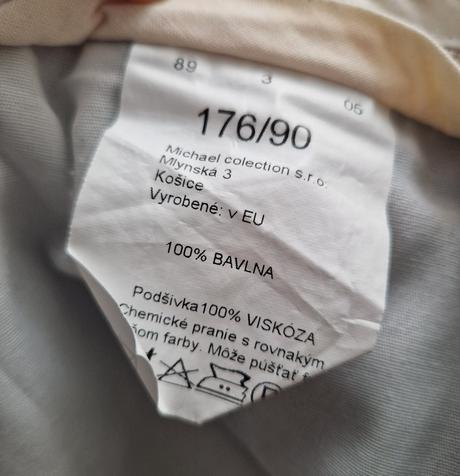 89 3 05
176/90
Michael colection s.r.o.
Mlynská 3
Košice
Vyrobené: v EU
100% BAVLNA
Podšívka100% VISKÓZA
Chemické pranie s rovnakým
farby. Môže púšťať